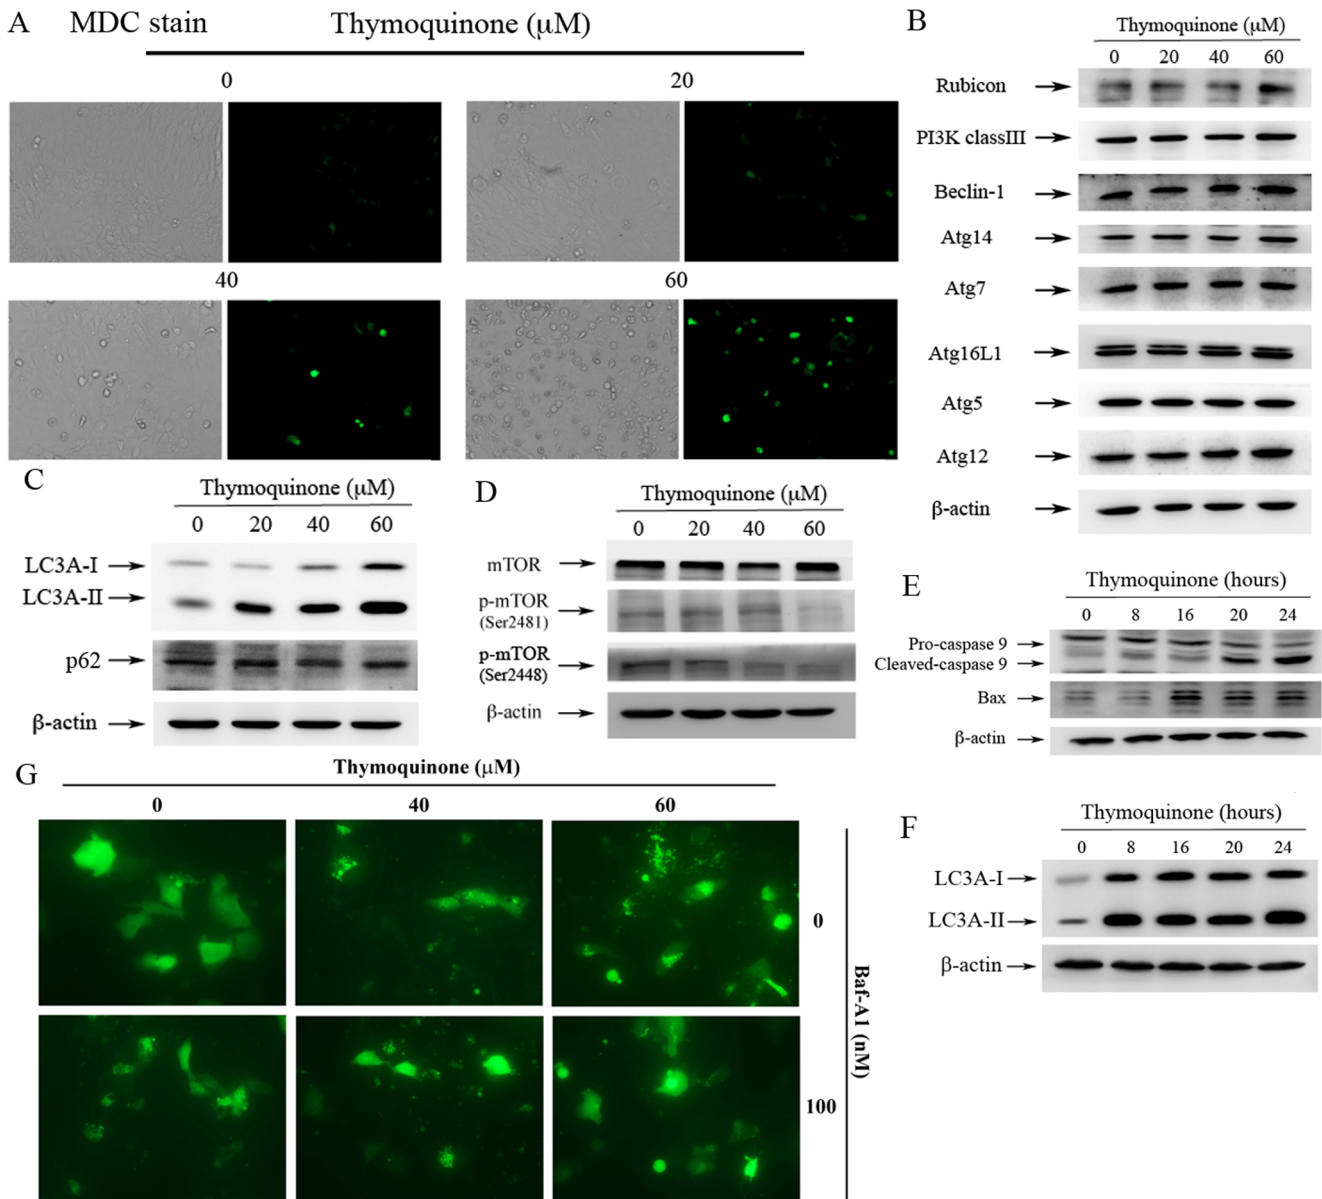 A MDC stain Thymoquinone (μM)
0 20
40 60
B
Thymoquinone (μM)
0 20 40 60
Rubicon
PI3K classIII
Beclin-1
Atg14
Atg7
Atg16L1
Atg5
Atg12
β-actin
C
Thymoquinone (μM)
0 20 40 60
LC3A-I
LC3A-II
p62
β-actin
D
Thymoquinone (μM)
0 20 40 60
mTOR
p-mTOR
(Ser2481)
p-mTOR
(Ser2448)
β-actin
E
Thymoquinone (hours)
0 8 16 20 24
Pro-caspase 9
Cleaved-caspase 9
Bax
β-actin
F
Thymoquinone (hours)
0 8 16 20 24
LC3A-I
LC3A-II
β-actin
G
Thymoquinone (μM)
0 40 60
0
100
Baf-A1 (nM)